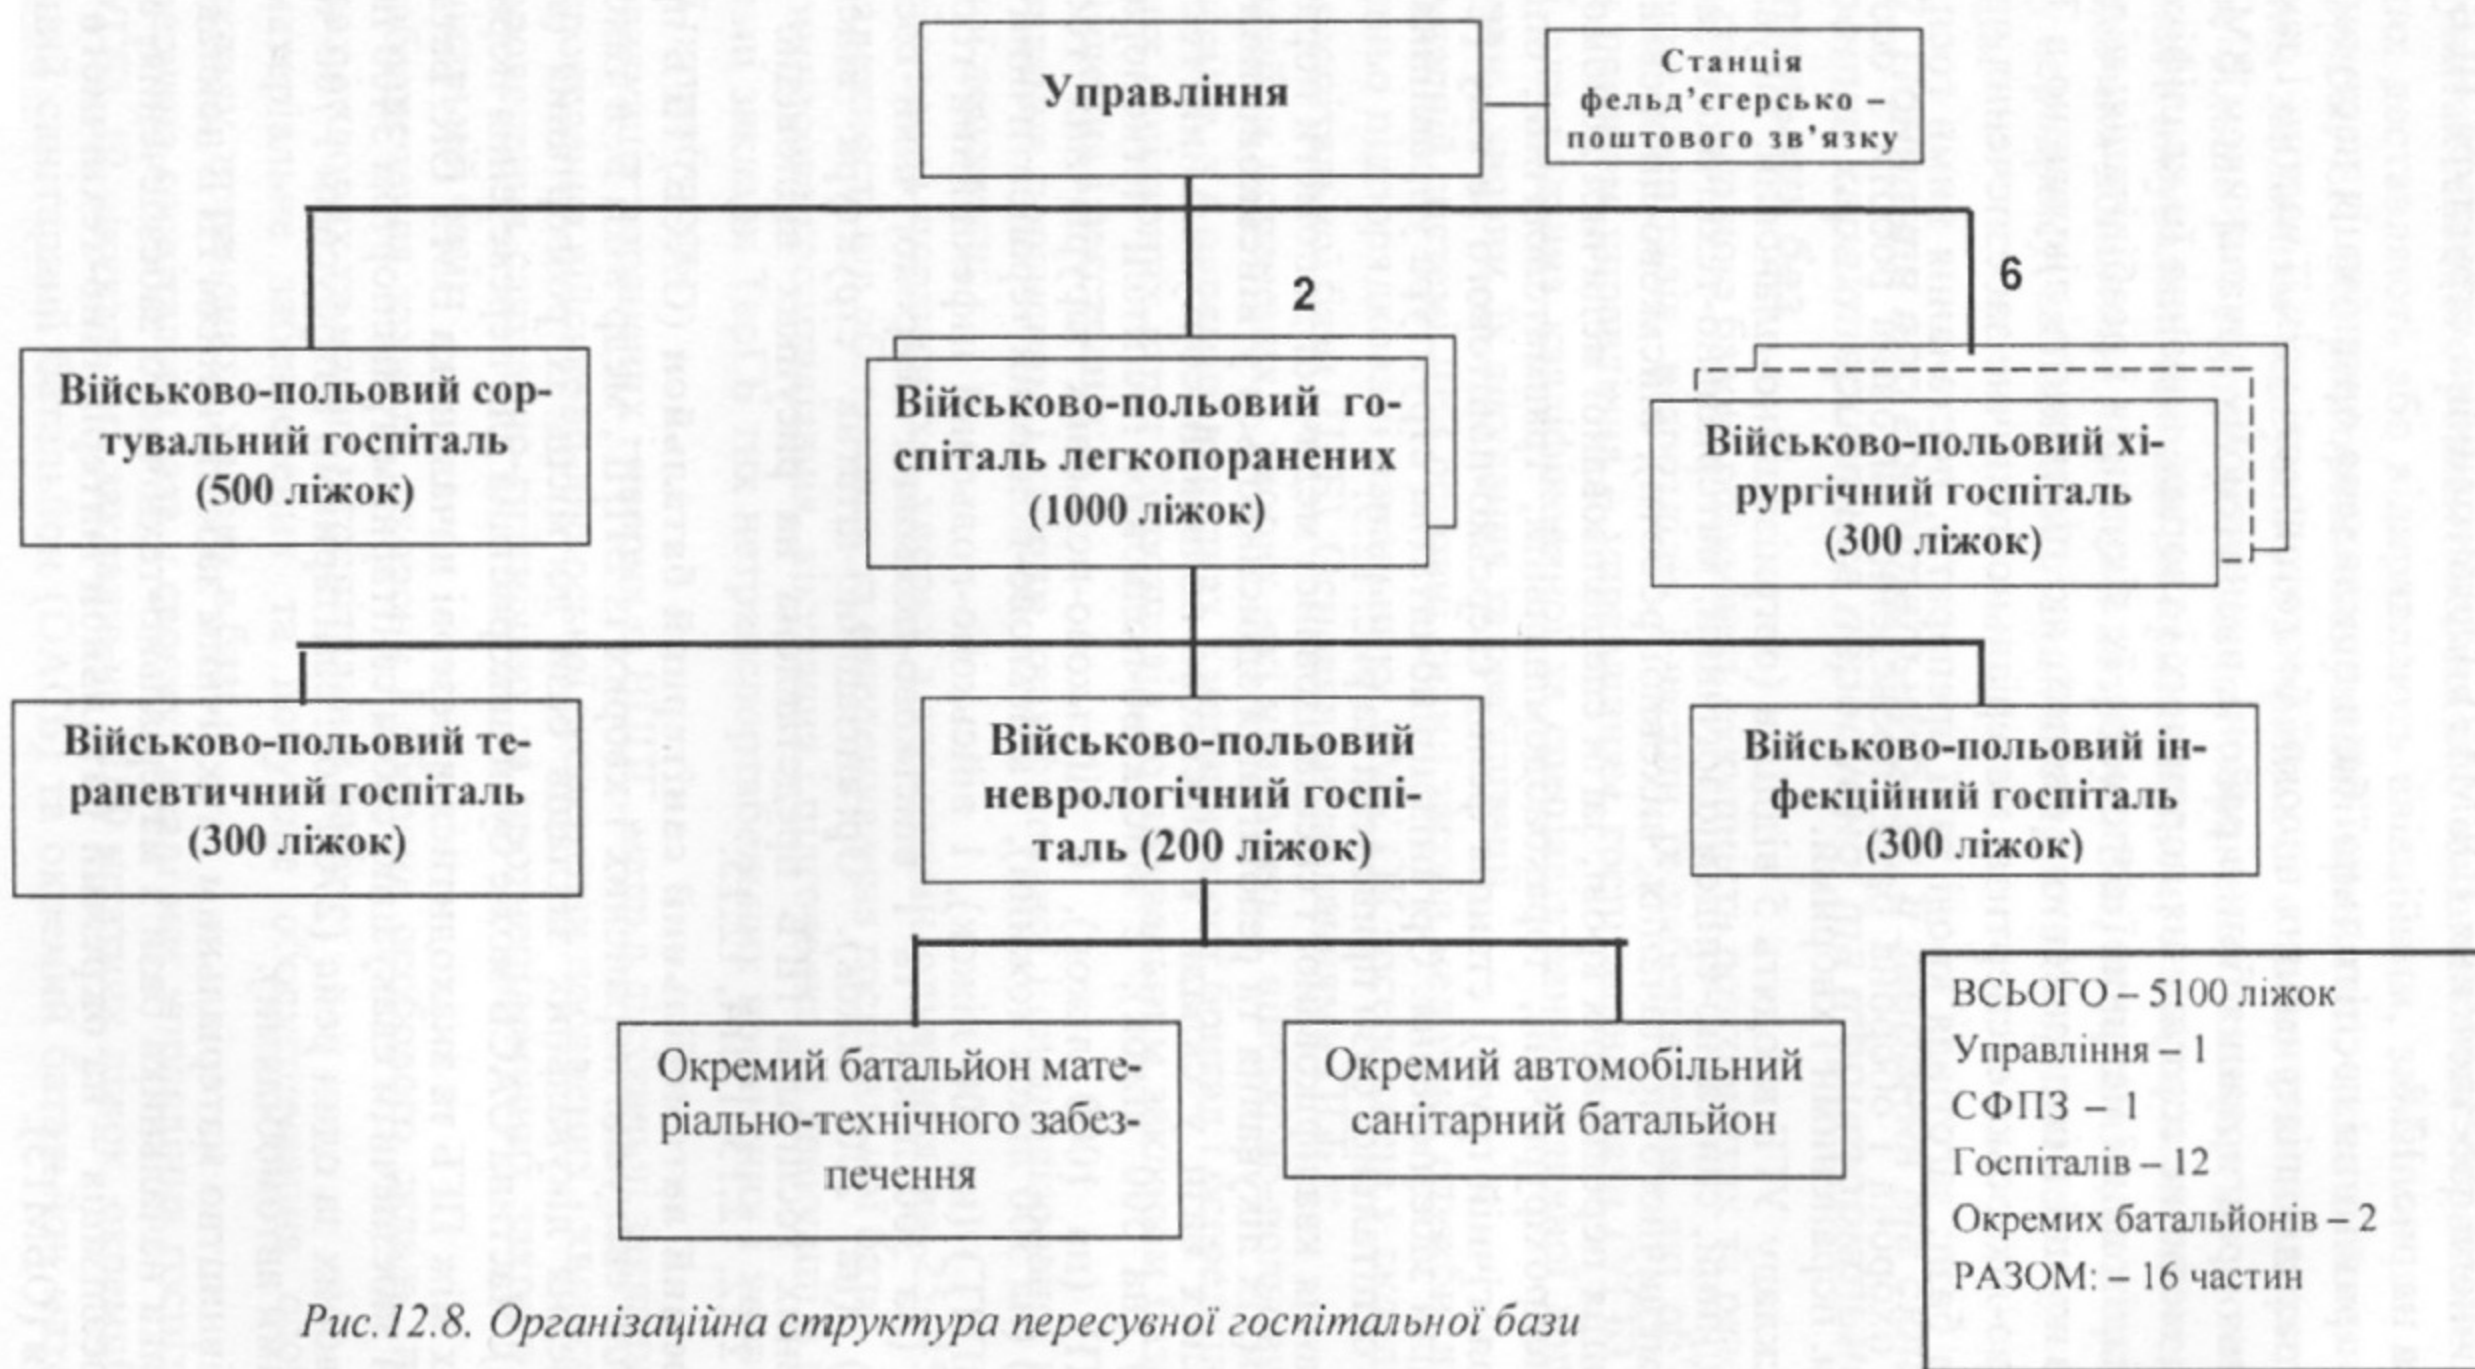 Управління
Станція
фельд’єгерсько –
поштового зв’язку
2
6
Військово-польовий сор-
тувальний госпіталь
(500 ліжок)
Військово-польовий го-
спіталь легкопоранених
(1000 ліжок)
Військово-польовий хі-
рургічний госпіталь
(300 ліжок)
Військово-польовий те-
рапевтичний госпіталь
(300 ліжок)
Військово-польовий
неврологічний госпі-
таль (200 ліжок)
Військово-польовий ін-
фекційний госпіталь
(300 ліжок)
Окремий батальйон мате-
ріально-технічного забез-
печення
Окремий автомобільний
санітарний батальйон
ВСЬОГО – 5100 ліжок
Управління – 1
СФПЗ – 1
Госпіталів – 12
Окремих батальйонів – 2
РАЗОМ: – 16 частин
Рис.12.8. Організаційна структура пересувної госпітальної бази